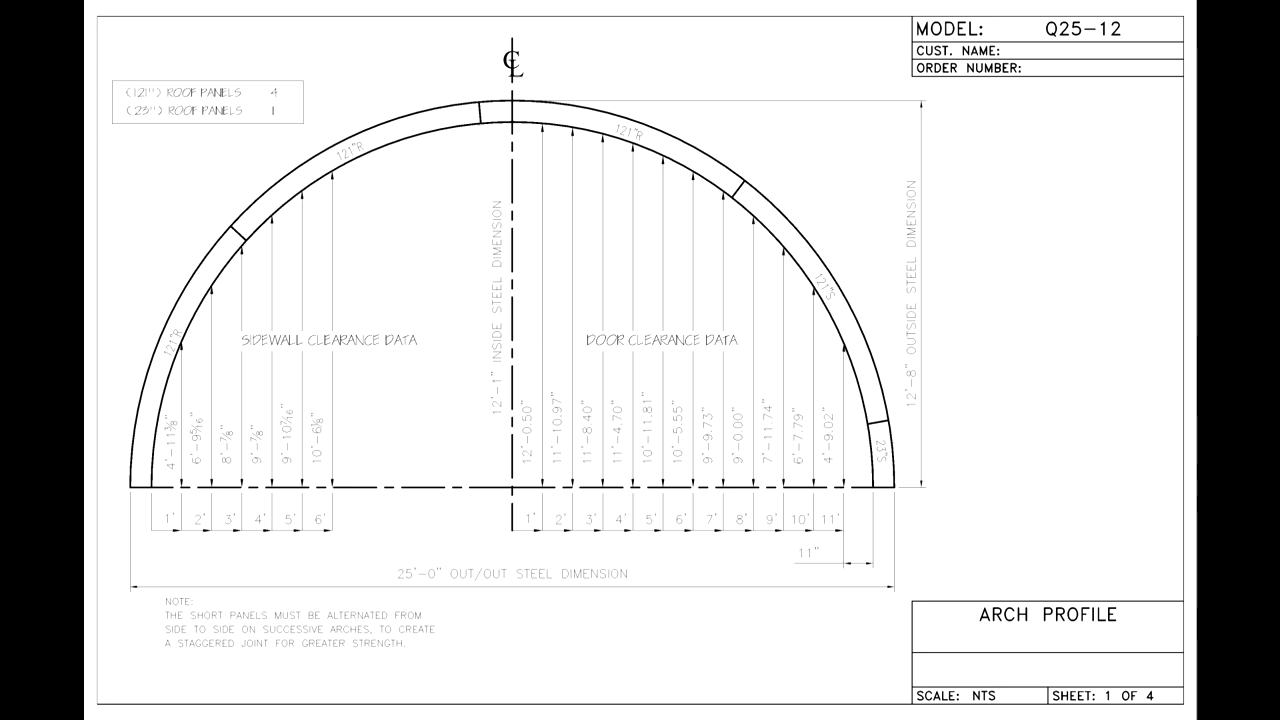 MODEL: Q25-12
CUST. NAME:
ORDER NUMBER:
℄
(121") ROOF PANELS 4
(23") ROOF PANELS 1
121"R
121"R
121"R
121"S
23"S
12'-1" INSIDE STEEL DIMENSION
12'-8" OUTSIDE STEEL DIMENSION
SIDEWALL CLEARANCE DATA
DOOR CLEARANCE DATA
4'-11⅜"
6'-9 5/16"
8'-⅞"
9'-⅞"
9'-10 7/16"
10'-6⅛"
12'-0.50"
11'-10.97"
11'-8.40"
11'-4.70"
10'-11.81"
10'-5.55"
9'-9.73"
9'-0.00"
7'-11.74"
6'-7.79"
4'-9.02"
1' 2' 3' 4' 5' 6'
1' 2' 3' 4' 5' 6' 7' 8' 9' 10' 11'
11"
25'-0" OUT/OUT STEEL DIMENSION
NOTE:
THE SHORT PANELS MUST BE ALTERNATED FROM
SIDE TO SIDE ON SUCCESSIVE ARCHES, TO CREATE
A STAGGERED JOINT FOR GREATER STRENGTH.
ARCH PROFILE
SCALE: NTS
SHEET: 1 OF 4